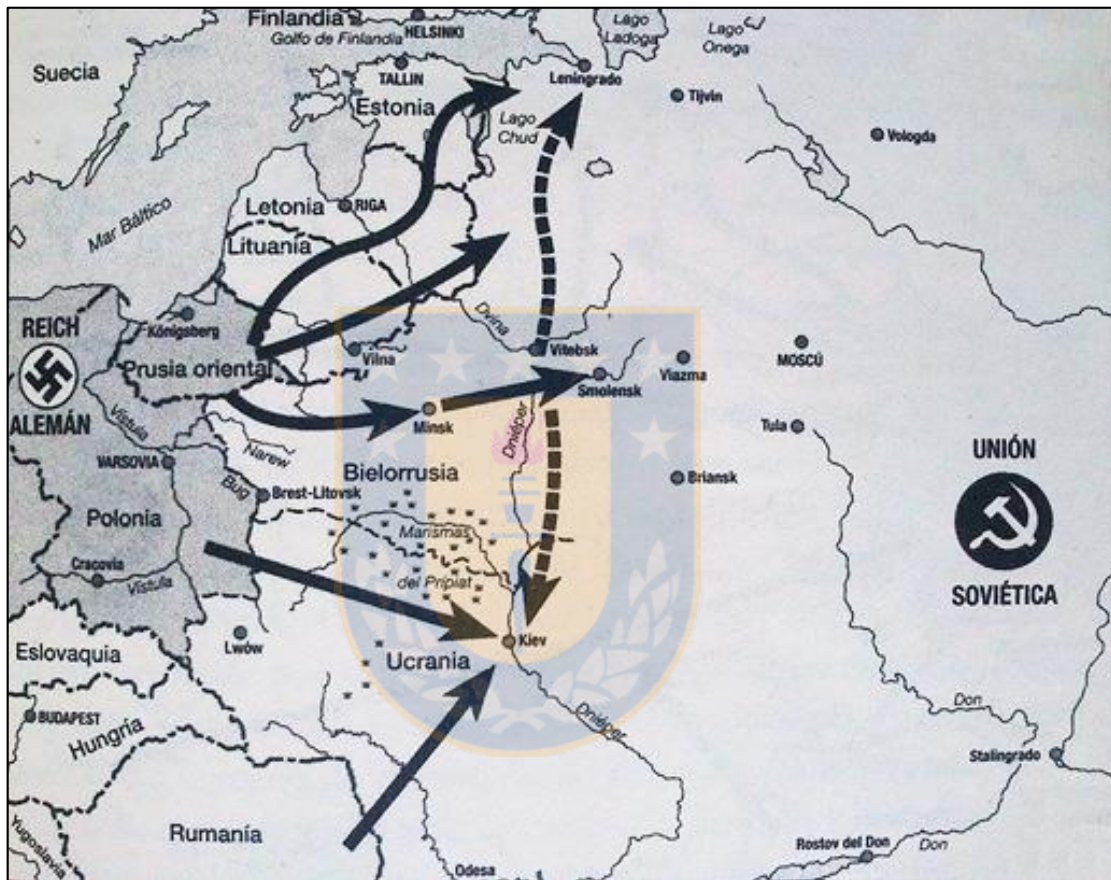 Finlandia
HELSINKI
Golfo de Finlandia
Lago
Ladoga
Lago
Onega
Suecia
TALLIN
Leningrado
Estonia
Tijvin
Lago
Chud
Vologda
Letonia
RIGA
Mar Báltico
Lituania
Dvina
REICH
ALEMÁN
Königsberg
Prusia oriental
Vilna
Vitebsk
MOSCÚ
Viazma
Smolensk
Minsk
Vístula
Dniéper
Tula
Narew
VARSOVIA
Bielorrusia
Briansk
UNIÓN
SOVIÉTICA
Bug
Brest-Litovsk
Polonia
Marismas
del Pripiat
Cracovia
Vístula
Kiev
Lwów
Eslovaquia
Ucrania
BUDAPEST
Hungría
Dniéper
Don
Stalingrado
Yugoslavia
Rumanía
Rostov del Don
Don
Odesa